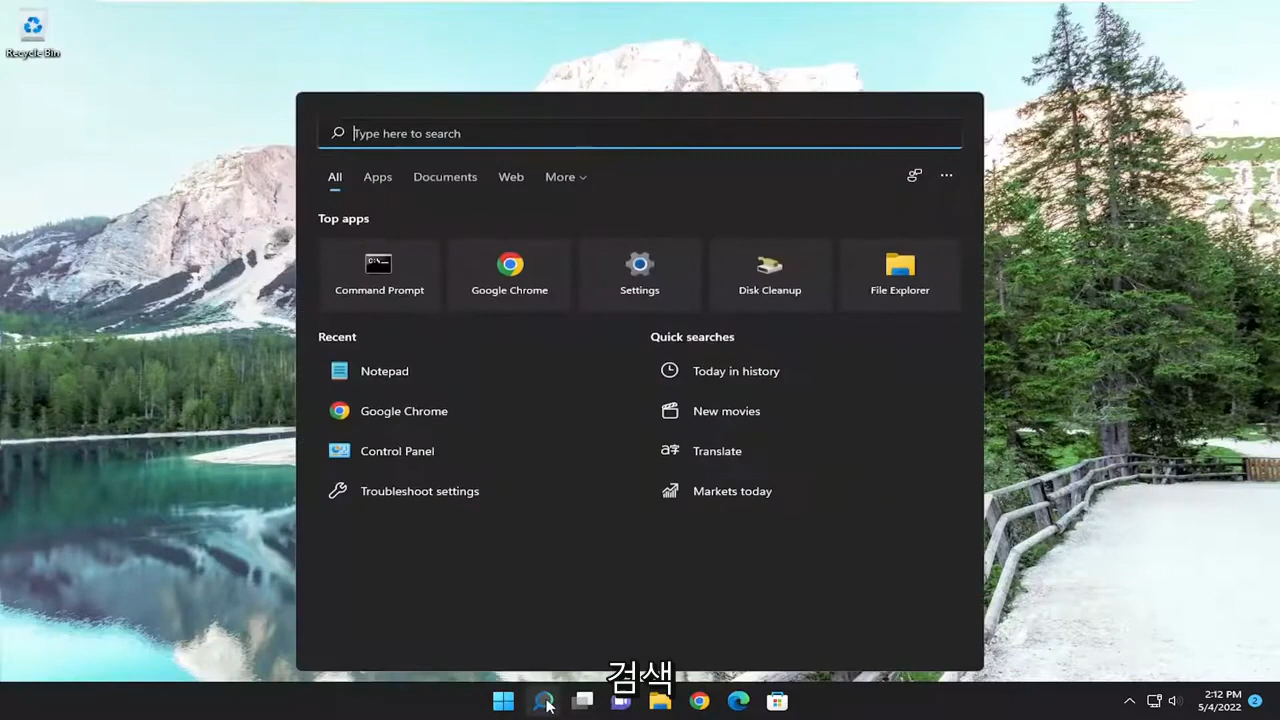 Recycle Bin
Type here to search
All Apps Documents Web More
Top apps
Command Prompt Google Chrome Settings Disk Cleanup File Explorer
Recent Quick searches
Notepad Today in history
Google Chrome New movies
Control Panel Translate
Troubleshoot settings Markets today
검색
2:12 PM
5/4/2022 2